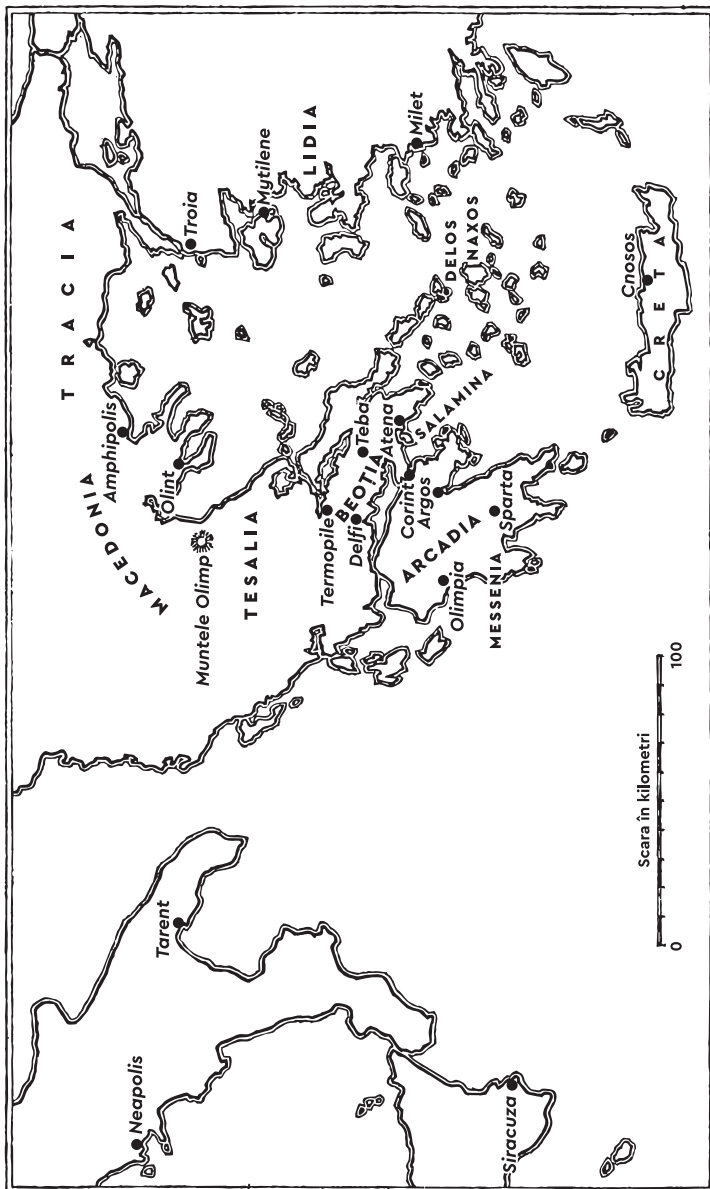 TRACIA
MACEDONIA
Amphipolis
Olint
Muntele Olimp
TESALIA
Troia
Mytilene
LIDIA
Milet
Termopile
BEOTIA
Teba
Delfi
Atena
SALAMINA
Corint
Argos
ARCADIA
Olimpia
MESSENIA
Sparta
DELOS
NAXOS
Cnosos
CRETA
Neapolis
Tarent
Siracuza
Scara în kilometri
0 100